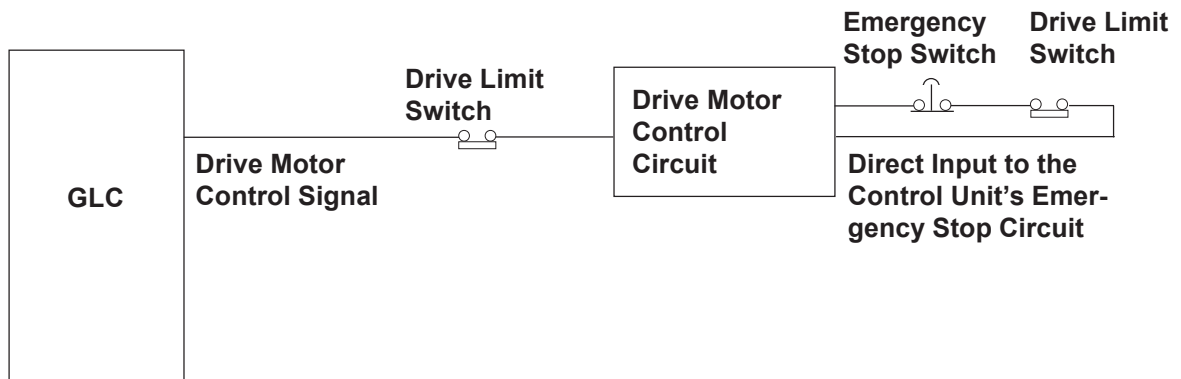 Emergency
Stop Switch
Drive Limit
Switch
Drive Limit
Switch
Drive Motor
Control
Circuit
GLC
Drive Motor
Control Signal
Direct Input to the
Control Unit's Emer-
gency Stop Circuit